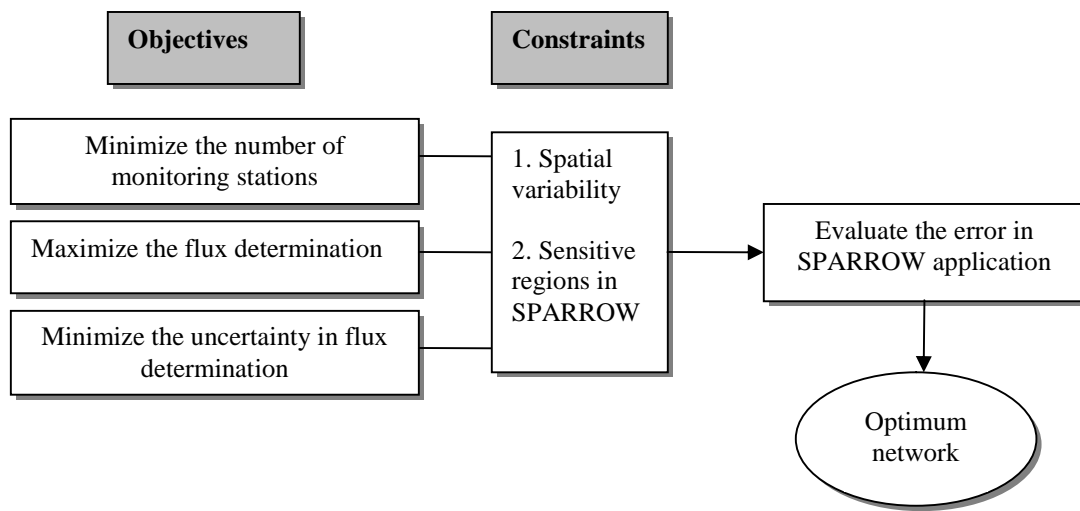 Objectives
Constraints
Minimize the number of
monitoring stations
Maximize the flux determination
Minimize the uncertainty in flux
determination
1. Spatial
variability
2. Sensitive
regions in
SPARROW
Evaluate the error in
SPARROW application
Optimum
network